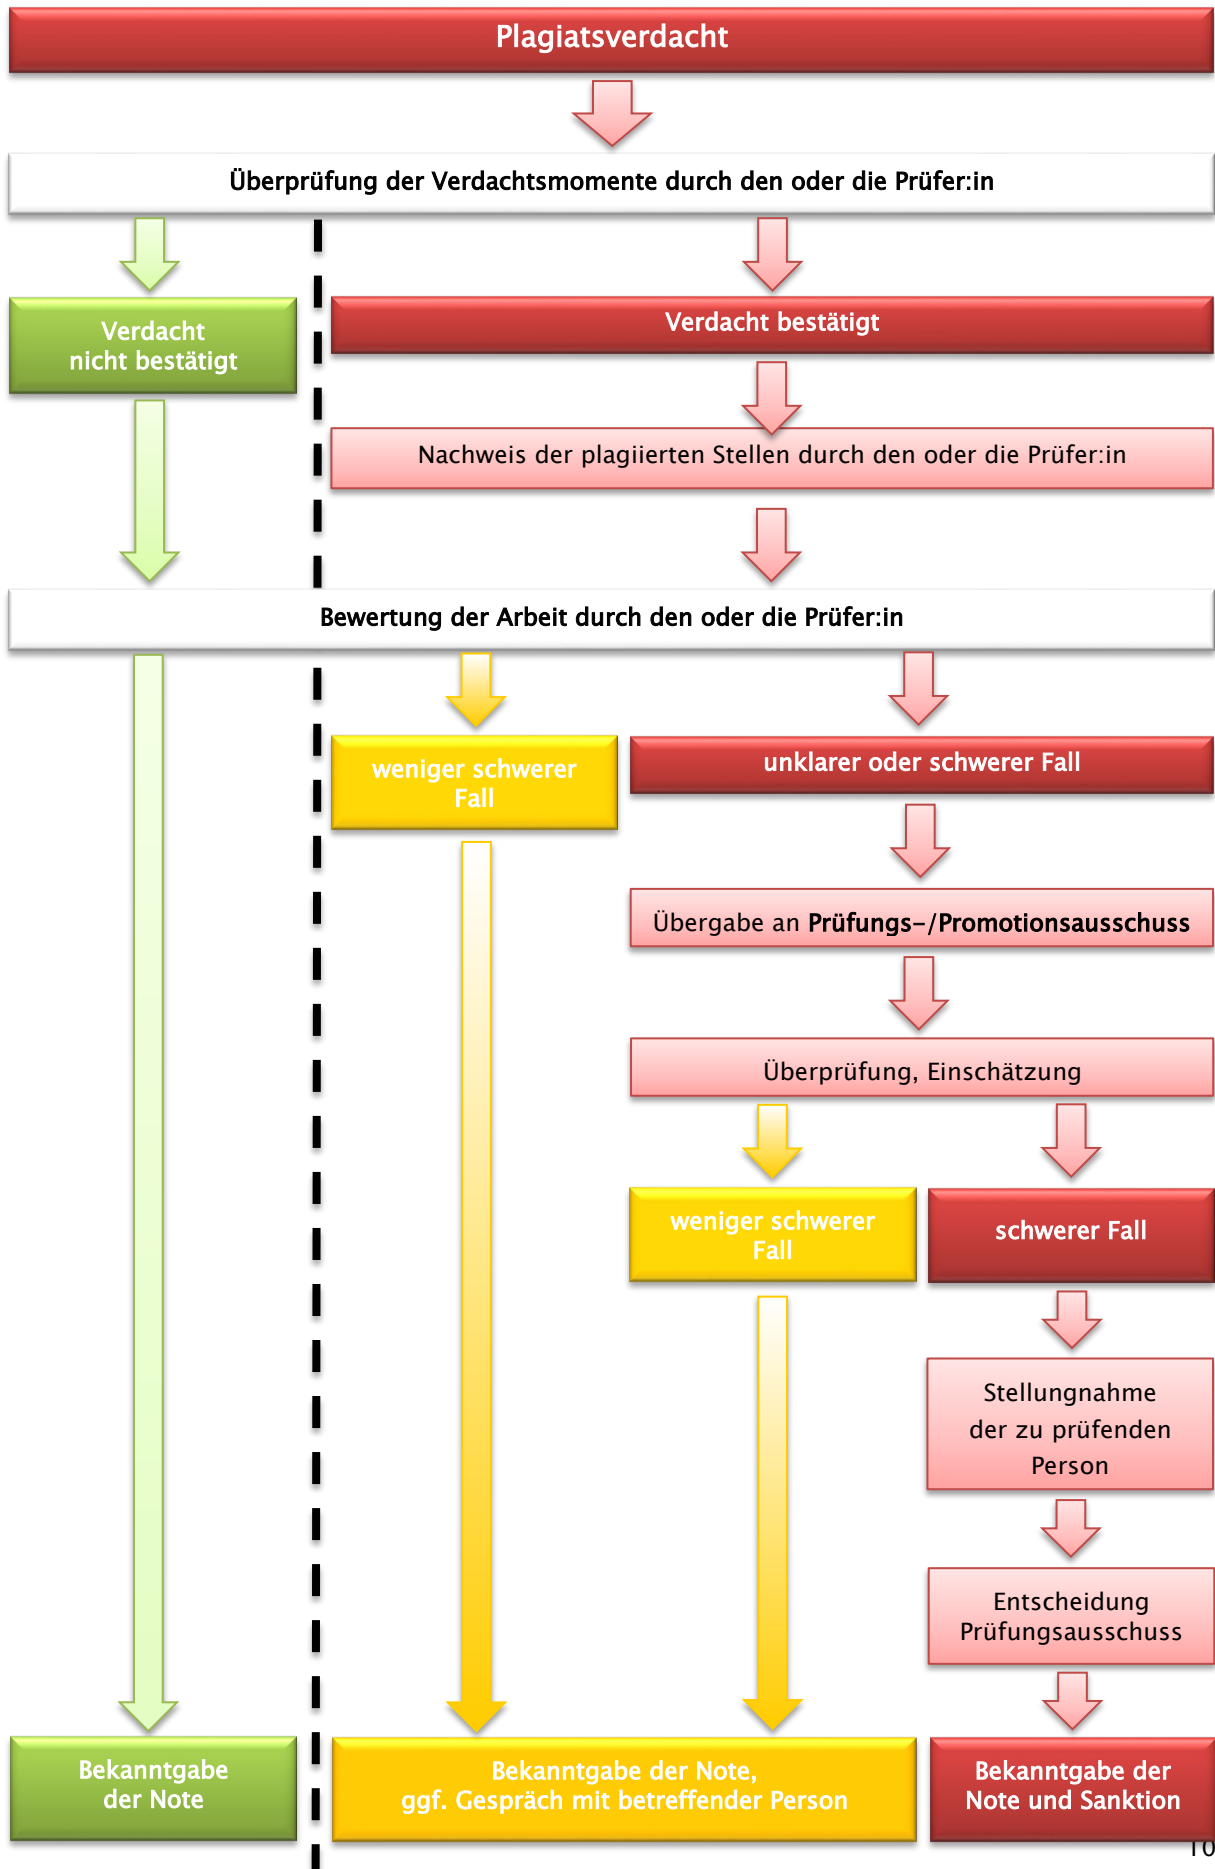 Plagiatsverdacht
Überprüfung der Verdachtsmomente durch den oder die Prüfer:in
Verdacht
nicht bestätigt
Verdacht bestätigt
Nachweis der plagiierten Stellen durch den oder die Prüfer:in
Bewertung der Arbeit durch den oder die Prüfer:in
weniger schwerer
Fall
unklarer oder schwerer Fall
Übergabe an Prüfungs-/Promotionsausschuss
Überprüfung, Einschätzung
weniger schwerer
Fall
schwerer Fall
Stellungnahme
der zu prüfenden
Person
Entscheidung
Prüfungsausschuss
Bekanntgabe
der Note
Bekanntgabe der Note,
ggf. Gespräch mit betreffender Person
Bekanntgabe der
Note und Sanktion
10